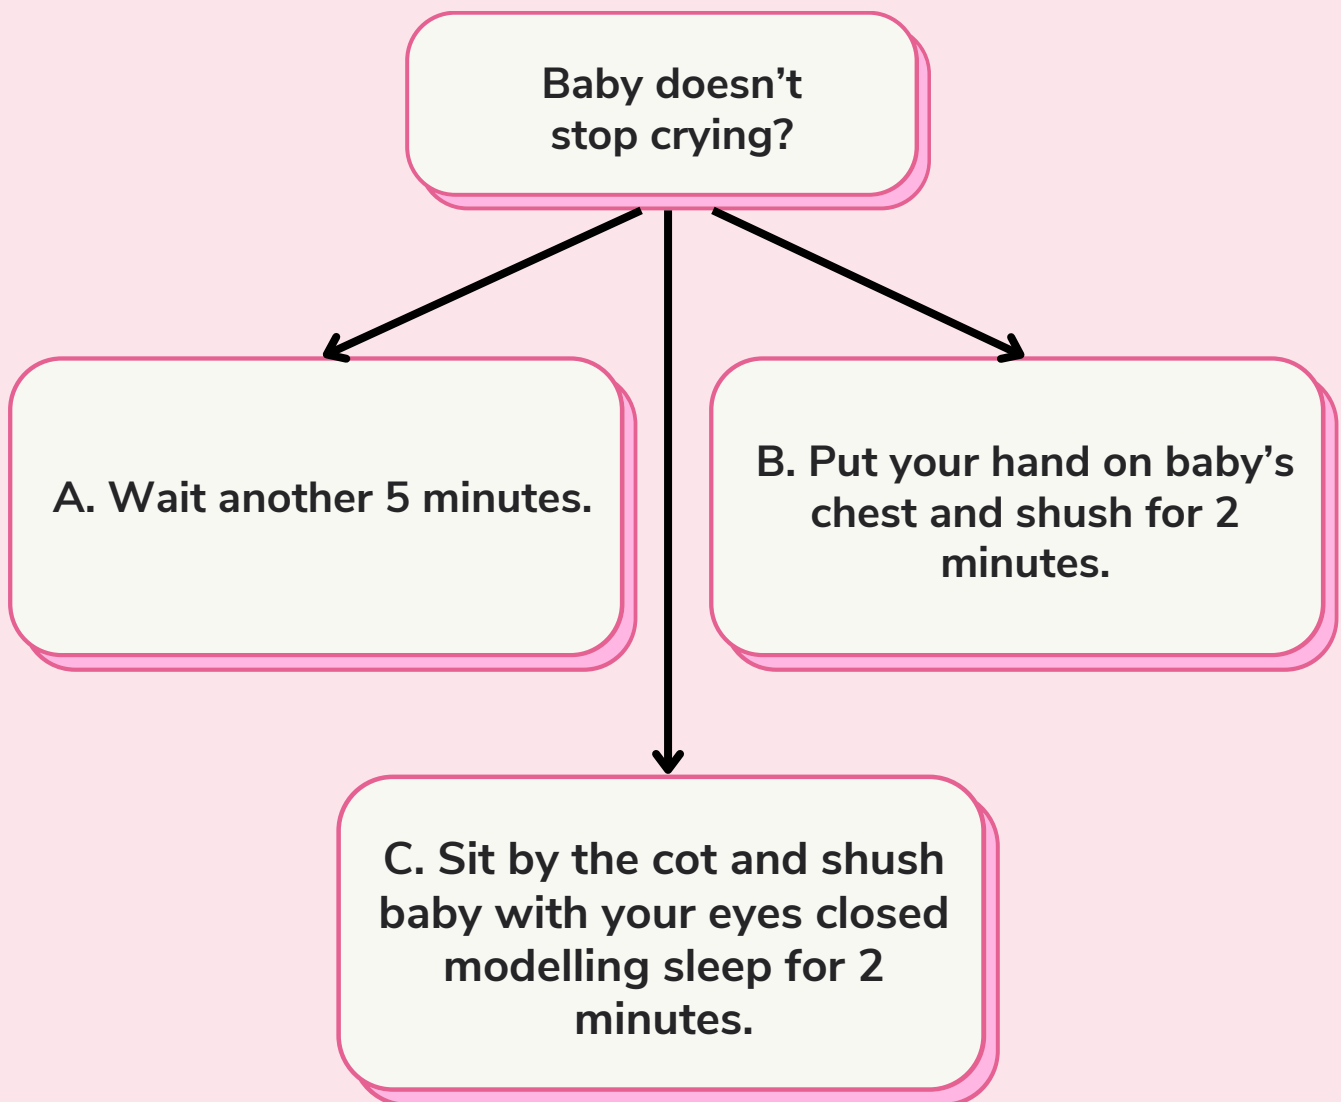 Baby doesn’t
stop crying?
A. Wait another 5 minutes.
B. Put your hand on baby’s
chest and shush for 2
minutes.
C. Sit by the cot and shush
baby with your eyes closed
modelling sleep for 2
minutes.